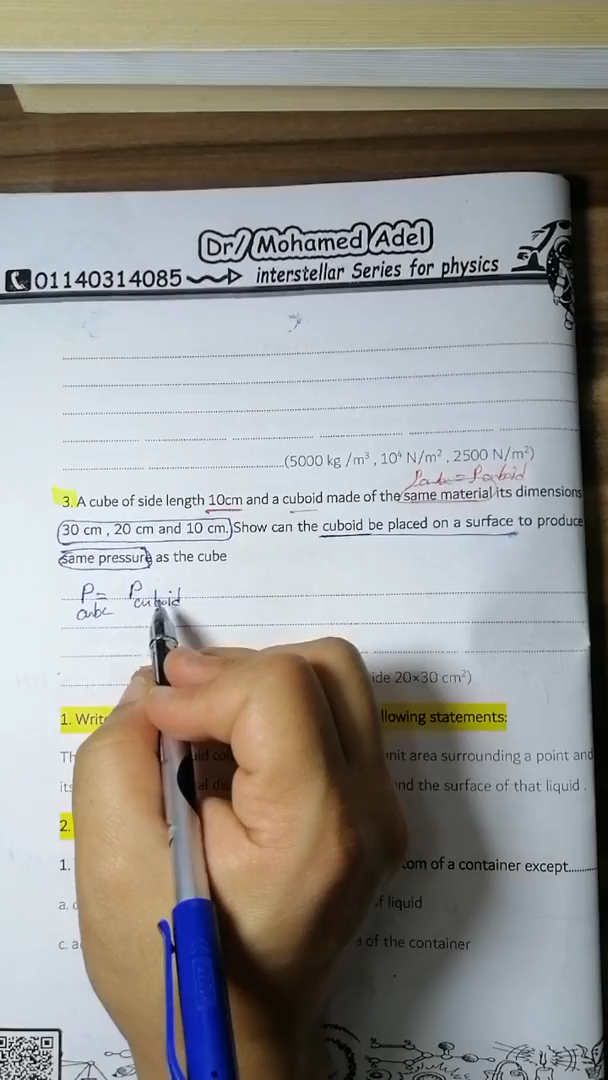 Dr/ Mohamed Adel
01140314085 interstellar Series for physics
(5000 kg /m³ , 10⁴ N/m² , 2500 N/m²)
ρcube = ρcuboid
3. A cube of side length 10cm and a cuboid made of the same material its dimensions
30 cm , 20 cm and 10 cm. Show can the cuboid be placed on a surface to produce
same pressure as the cube
P cube = P cuboid
ide 20×30 cm²)
1. Writ llowing statements:
Th unit area surrounding a point and
its and the surface of that liquid .
2.
1. tom of a container except..........
a. of liquid
c. a of the container